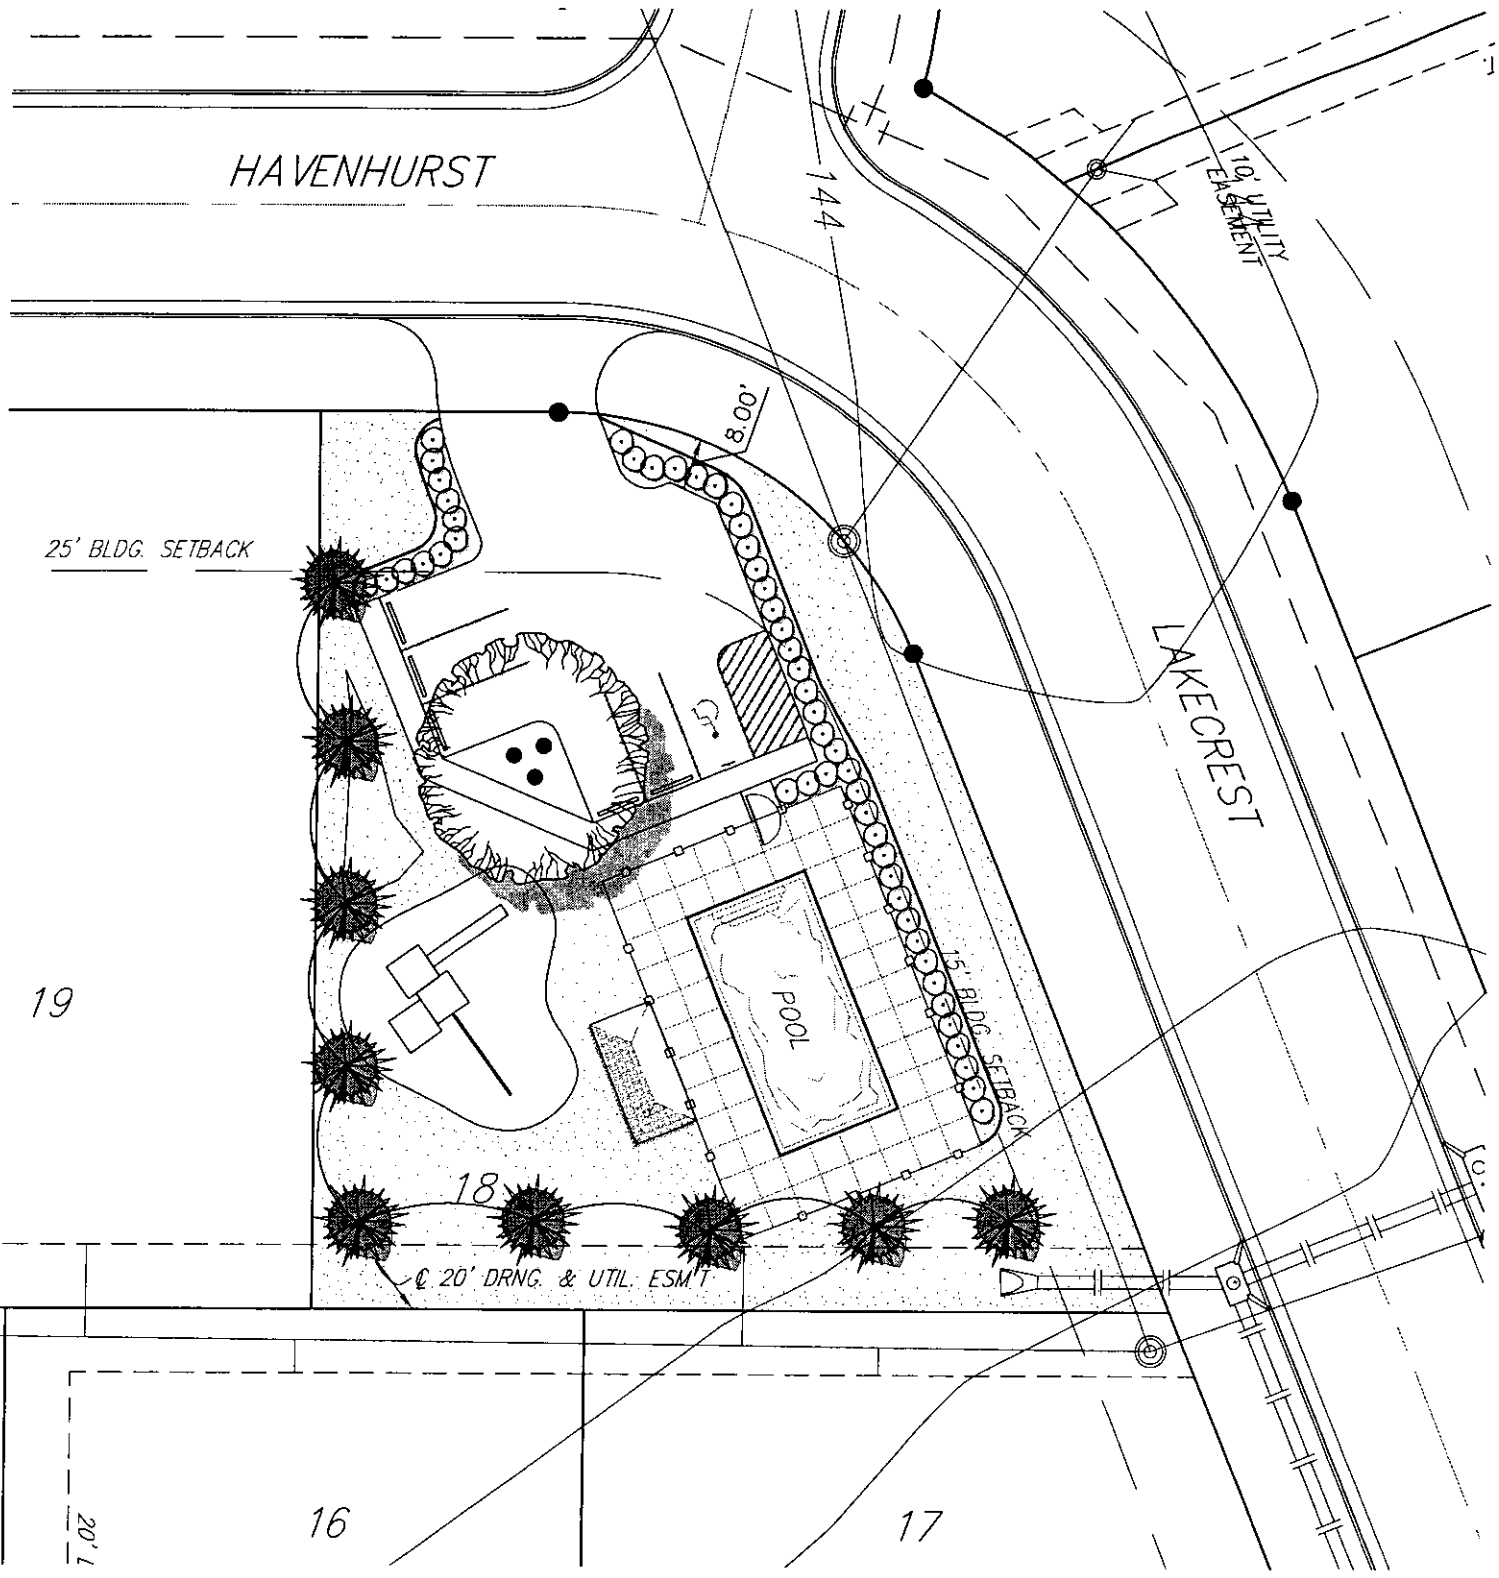 HAVENHURST
144
10' UTILITY
EASEMENT
8.00'
25' BLDG. SETBACK
LAKECREST
19
POOL
15' BLDG. SETBACK
18
℄ 20' DRNG. & UTIL. ESM'T
16
17
20'